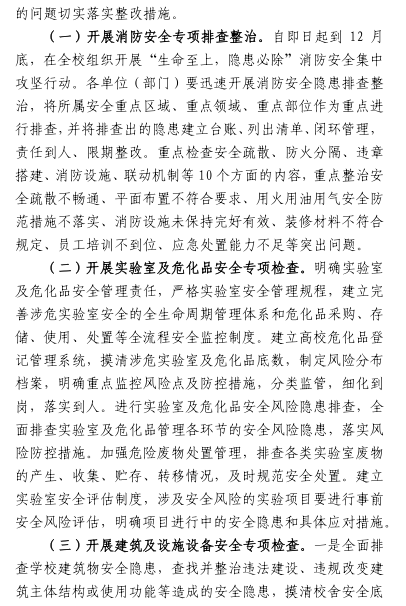 的问题切实落实整改措施。
（一）开展消防安全专项排查整治。自即日起到 12 月
底，在全校组织开展“生命至上，隐患必除”消防安全集中
攻坚行动。各单位（部门）要迅速开展消防安全隐患排查整
治，将所属安全重点区域、重点领域、重点部位作为重点进
行排查，并将排查出的隐患建立台账、列出清单、闭环管理，
责任到人、限期整改。重点检查安全疏散、防火分隔、违章
搭建、消防设施、联动机制等 10 个方面的内容，重点整治安
全疏散不畅通、平面布置不符合要求、用火用油用气安全防
范措施不落实、消防设施未保持完好有效、装修材料不符合
规定、员工培训不到位、应急处置能力不足等突出问题。
（二）开展实验室及危化品安全专项检查。明确实验室
及危化品安全管理责任，严格实验室安全管理规程，建立完
善涉危实验室安全的全生命周期管理体系和危化品采购、存
储、使用、处置等全流程安全监控制度。建立高校危化品登
记管理系统，摸清涉危实验室及危化品底数，制定风险分布
档案，明确重点监控风险点及防控措施，分类监管，细化到
岗，落实到人。进行实验室及危化品安全风险隐患排查，全
面排查实验室及危化品管理各环节的安全风险隐患，落实风
险防控措施。加强危险废物处置管理，排查各类实验室废物
的产生、收集、贮存、转移情况，及时规范安全处置。建立
实验室安全评估制度，涉及安全风险的实验项目要进行事前
安全风险评估，明确项目进行中的安全隐患和具体应对措施。
（三）开展建筑及设施设备安全专项检查。一是全面排
查学校建筑物安全隐患，查找并整治违法建设、违规改变建
筑主体结构或使用功能等造成的安全隐患，摸清校舍安全底